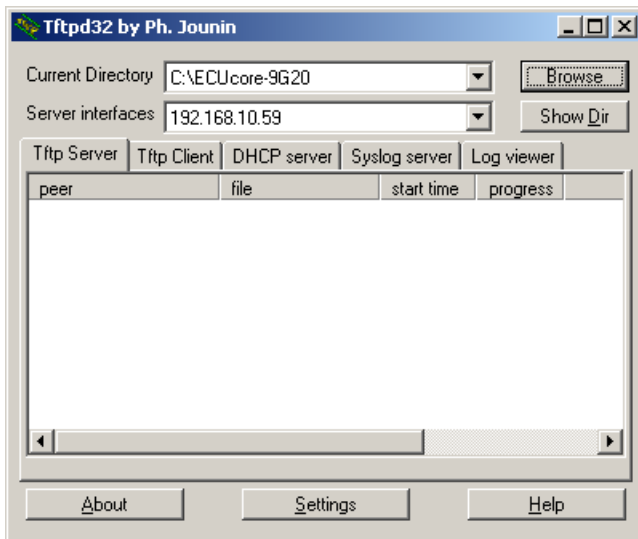 Tftpd32 by Ph. Jounin
Current Directory C:\ECUcore-9G20 Browse
Server interfaces 192.168.10.59 Show Dir
Tftp Server Tftp Client DHCP server Syslog server Log viewer
peer file start time progress
About Settings Help